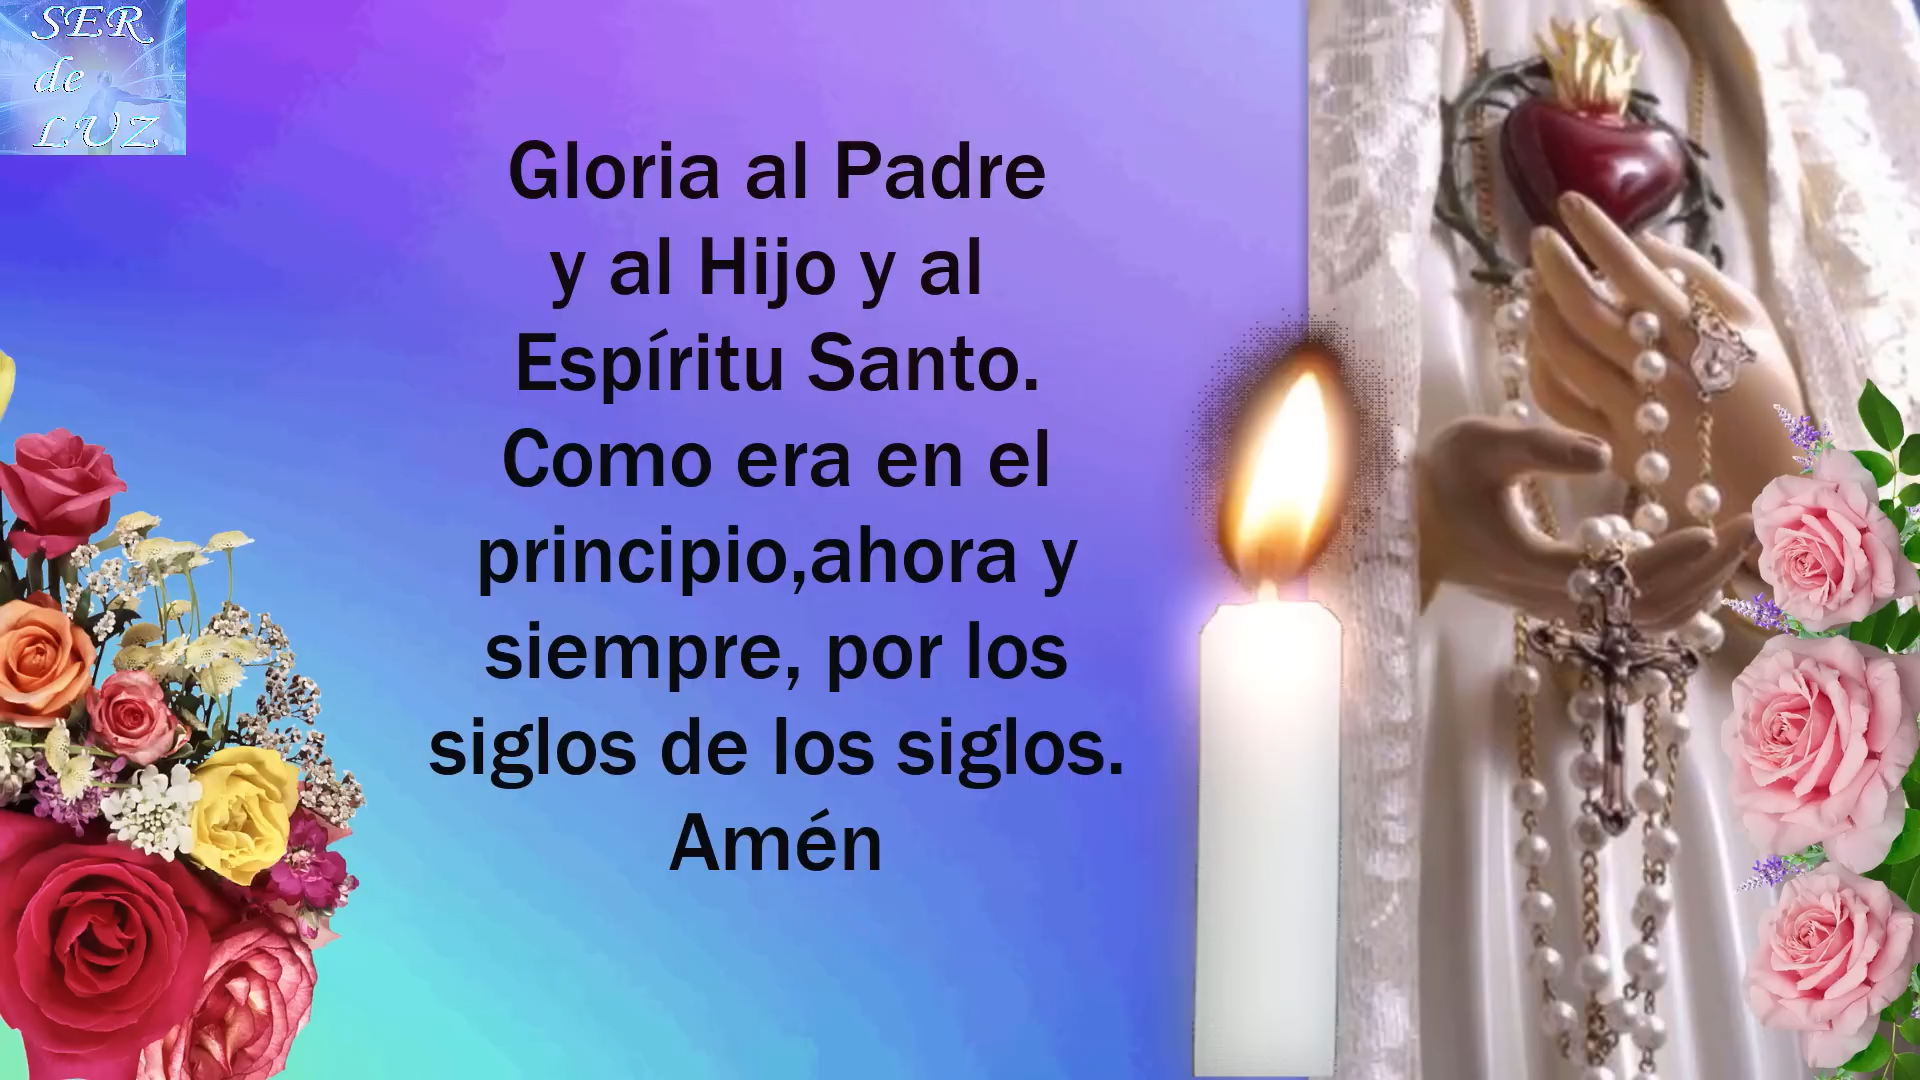 SER
de
LUZ
Gloria al Padre
y al Hijo y al
Espíritu Santo.
Como era en el
principio,ahora y
siempre, por los
siglos de los siglos.
Amén